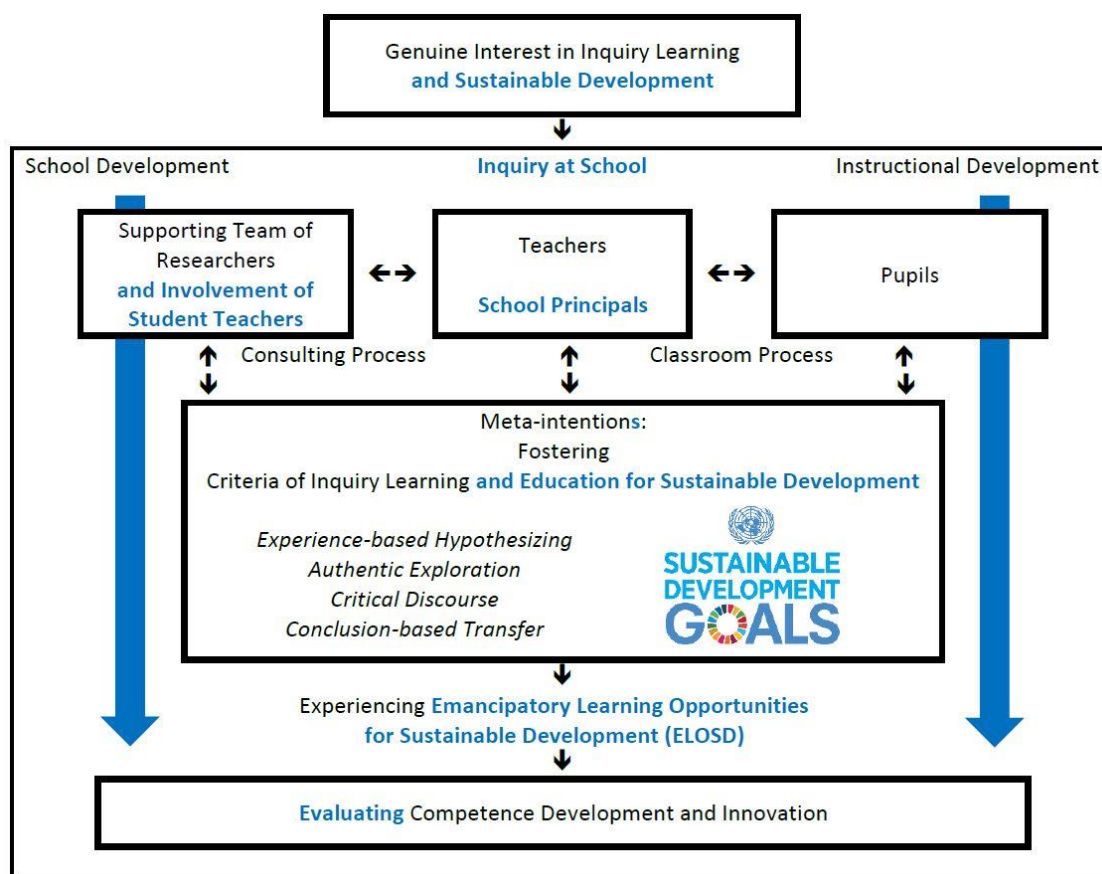 Genuine Interest in Inquiry Learning
and Sustainable Development
School Development
Inquiry at School
Instructional Development
Supporting Team of
Researchers
and Involvement of
Student Teachers
Teachers
School Principals
Pupils
Consulting Process
Classroom Process
Meta-intentions:
Fostering
Criteria of Inquiry Learning and Education for Sustainable Development
Experience-based Hypothesizing
Authentic Exploration
Critical Discourse
Conclusion-based Transfer
SUSTAINABLE
DEVELOPMENT
GOALS
Experiencing Emancipatory Learning Opportunities
for Sustainable Development (ELOSD)
Evaluating Competence Development and Innovation